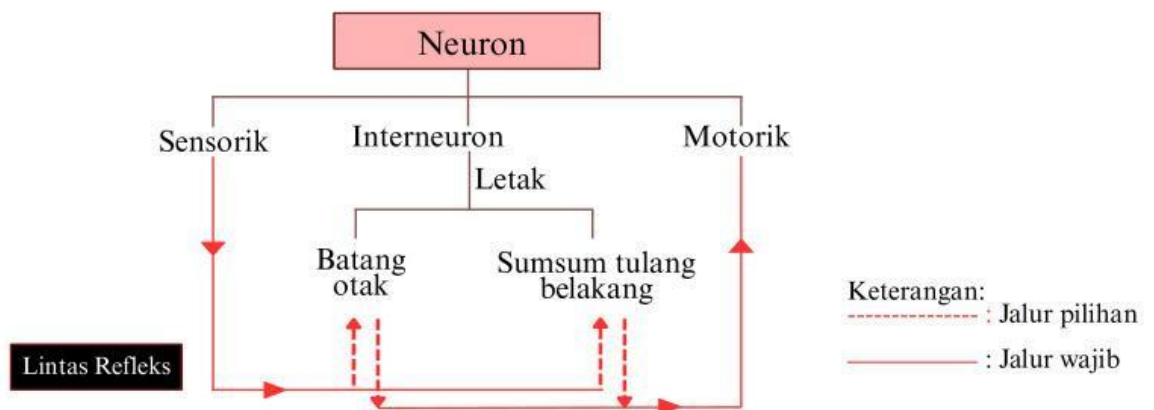 Neuron
Sensorik
Interneuron
Motorik
Letak
Batang
otak
Sumsum tulang
belakang
Keterangan:
: Jalur pilihan
: Jalur wajib
Lintas Refleks